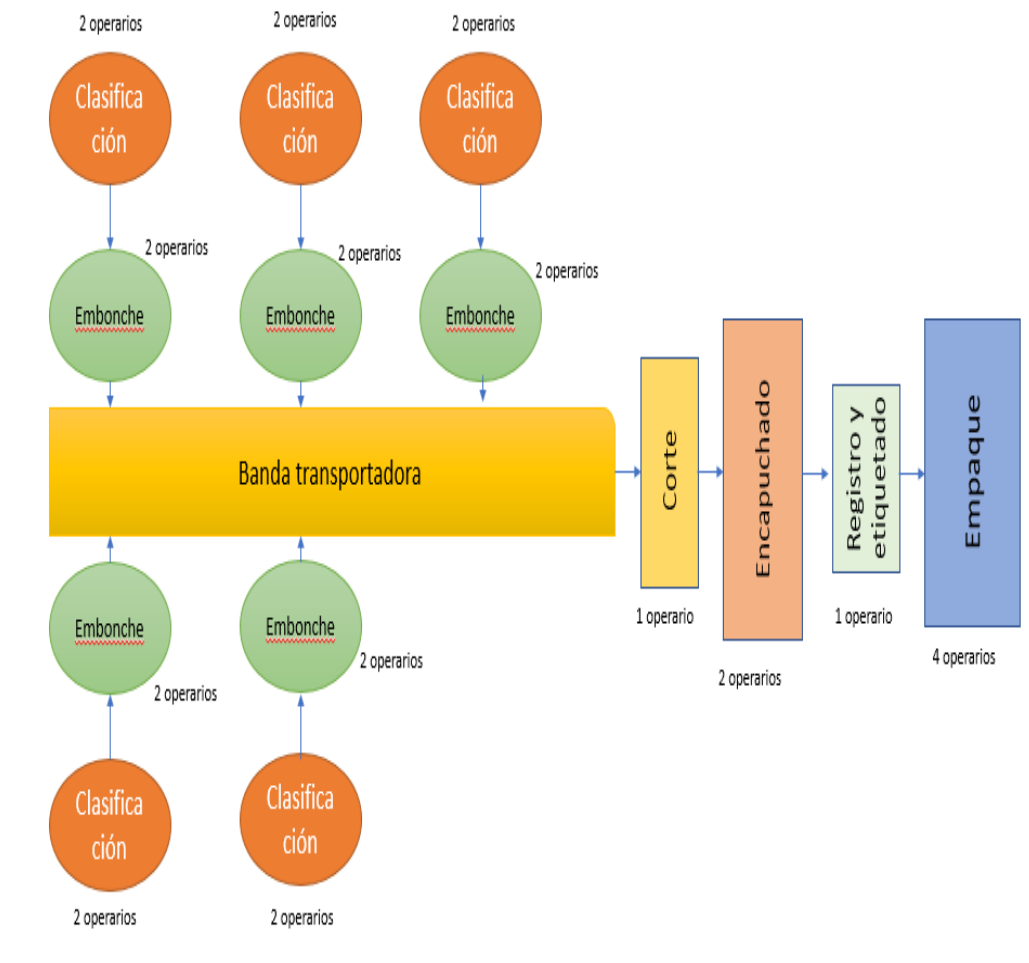 2 operarios
2 operarios
2 operarios
Clasifica
ción
Clasifica
ción
Clasifica
ción
2 operarios
2 operarios
2 operarios
Embonche
Embonche
Embonche
Banda transportadora
Corte
Encapuchado
Registro y
etiquetado
Empaque
1 operario
2 operarios
1 operario
4 operarios
Embonche
Embonche
2 operarios
2 operarios
Clasifica
ción
Clasifica
ción
2 operarios
2 operarios